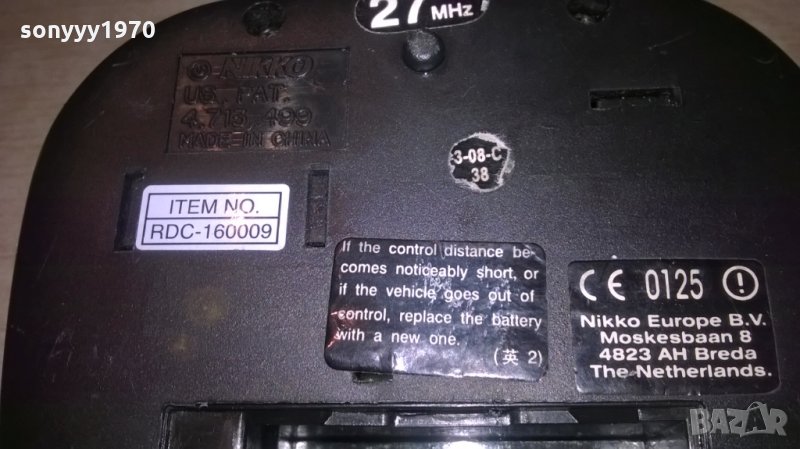 sonyyy1970
27 MHz
NIKKO
US. PAT.
4,718,499
MADE IN CHINA
3-08-C
38
ITEM NO.
RDC-160009
If the control distance be-
comes noticeably short, or
if the vehicle goes out of
control, replace the battery
with a new one.
(英 2)
CE 0125
Nikko Europe B.V.
Moskesbaan 8
4823 AH Breda
The Netherlands.
BAZAR